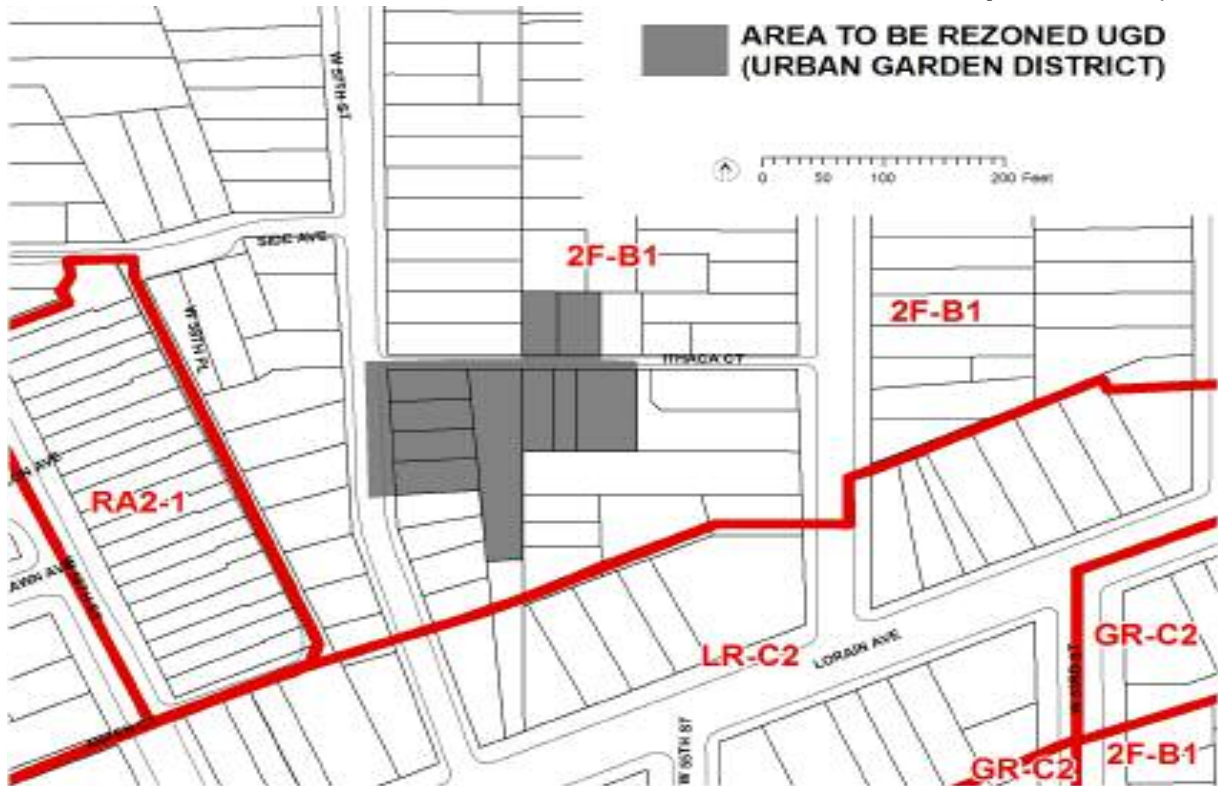 AREA TO BE REZONED UGD
(URBAN GARDEN DISTRICT)
0 50 100 200 Feet
W 57TH ST
SIDE AVE
2F-B1
2F-B1
ITHACA CT
RA2-1
LR-C2
LORAIN AVE
GR-C2
W 55TH ST
GR-C2
2F-B1